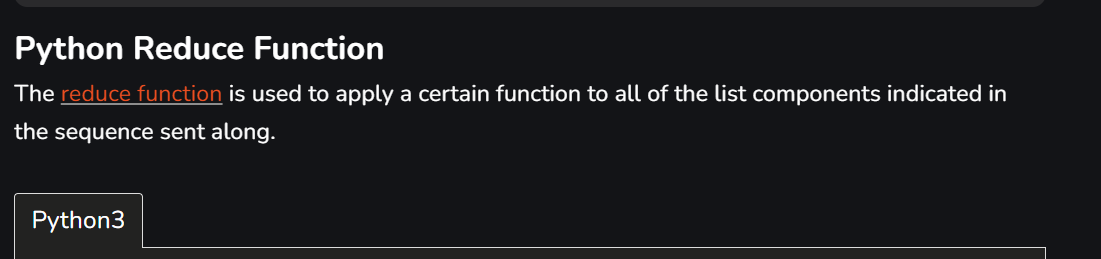 Python Reduce Function
The reduce function is used to apply a certain function to all of the list components indicated in
the sequence sent along.
Python3